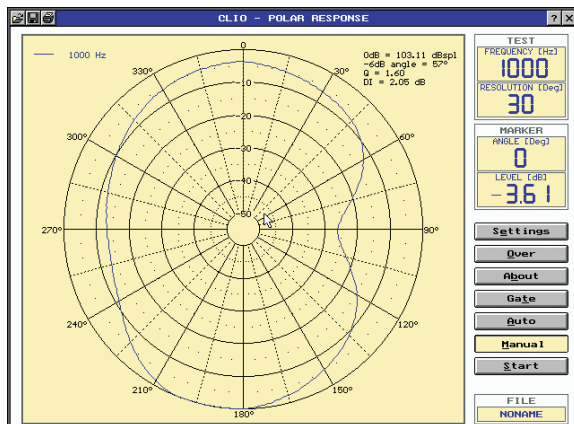 CLIO - POLAR RESPONSE
? ×
1000 Hz
0dB = 103.11 dBspl
-6dB angle = 57°
Q = 1.60
DI = 2.05 dB
0
330°
30°
300°
60°
270°
90°
240°
120°
210°
150°
180°
-10
-20
-30
-40
-50
TEST
FREQUENCY [Hz]
1000
RESOLUTION [Deg]
30
MARKER
ANGLE [Deg]
0
LEVEL [dB]
-3.61
Settings
Over
About
Gate
Auto
Manual
Start
FILE
NONAME